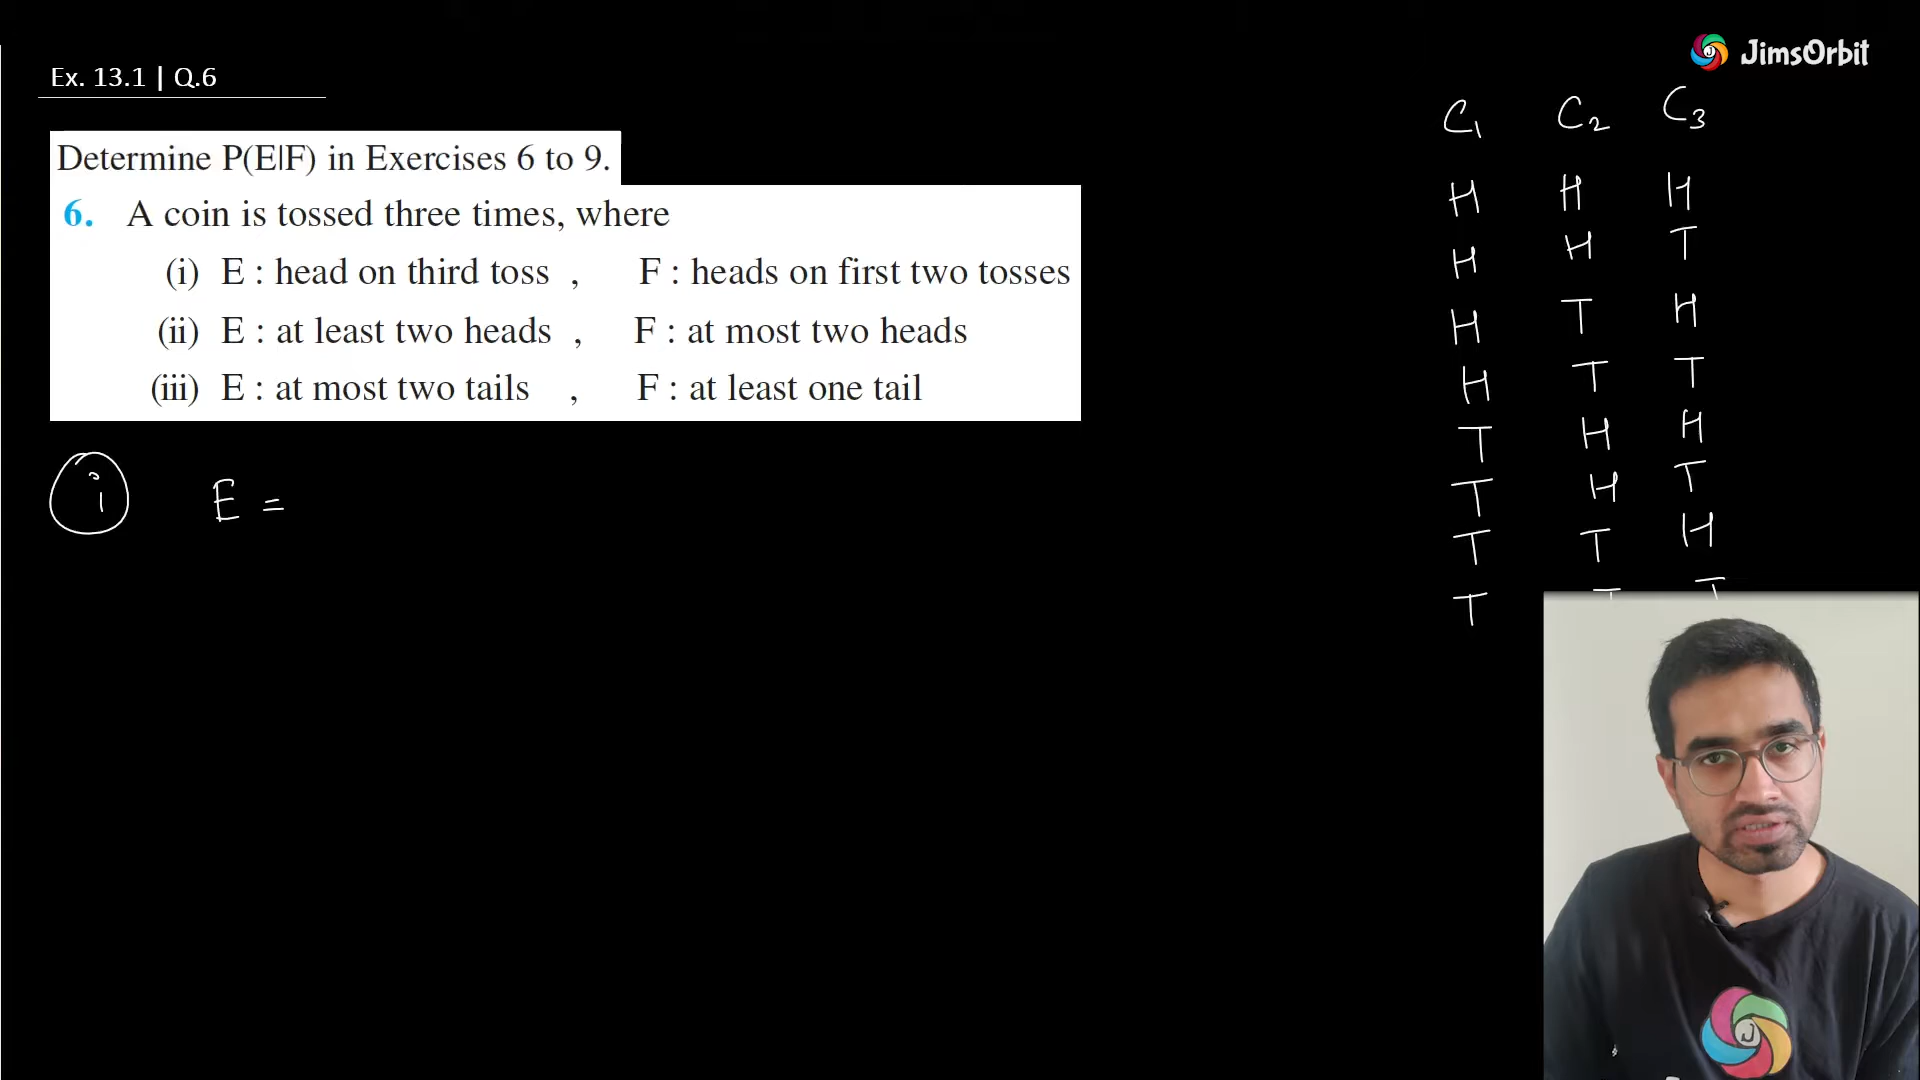 Ex. 13.1 | Q.6
JimsOrbit
Determine P(E|F) in Exercises 6 to 9.
6. A coin is tossed three times, where
(i) E : head on third toss , F : heads on first two tosses
(ii) E : at least two heads , F : at most two heads
(iii) E : at most two tails , F : at least one tail
i E =
C1 C2 C3
H H H
H H T
H T H
H T T
T H H
T H T
T T H
T T T
J